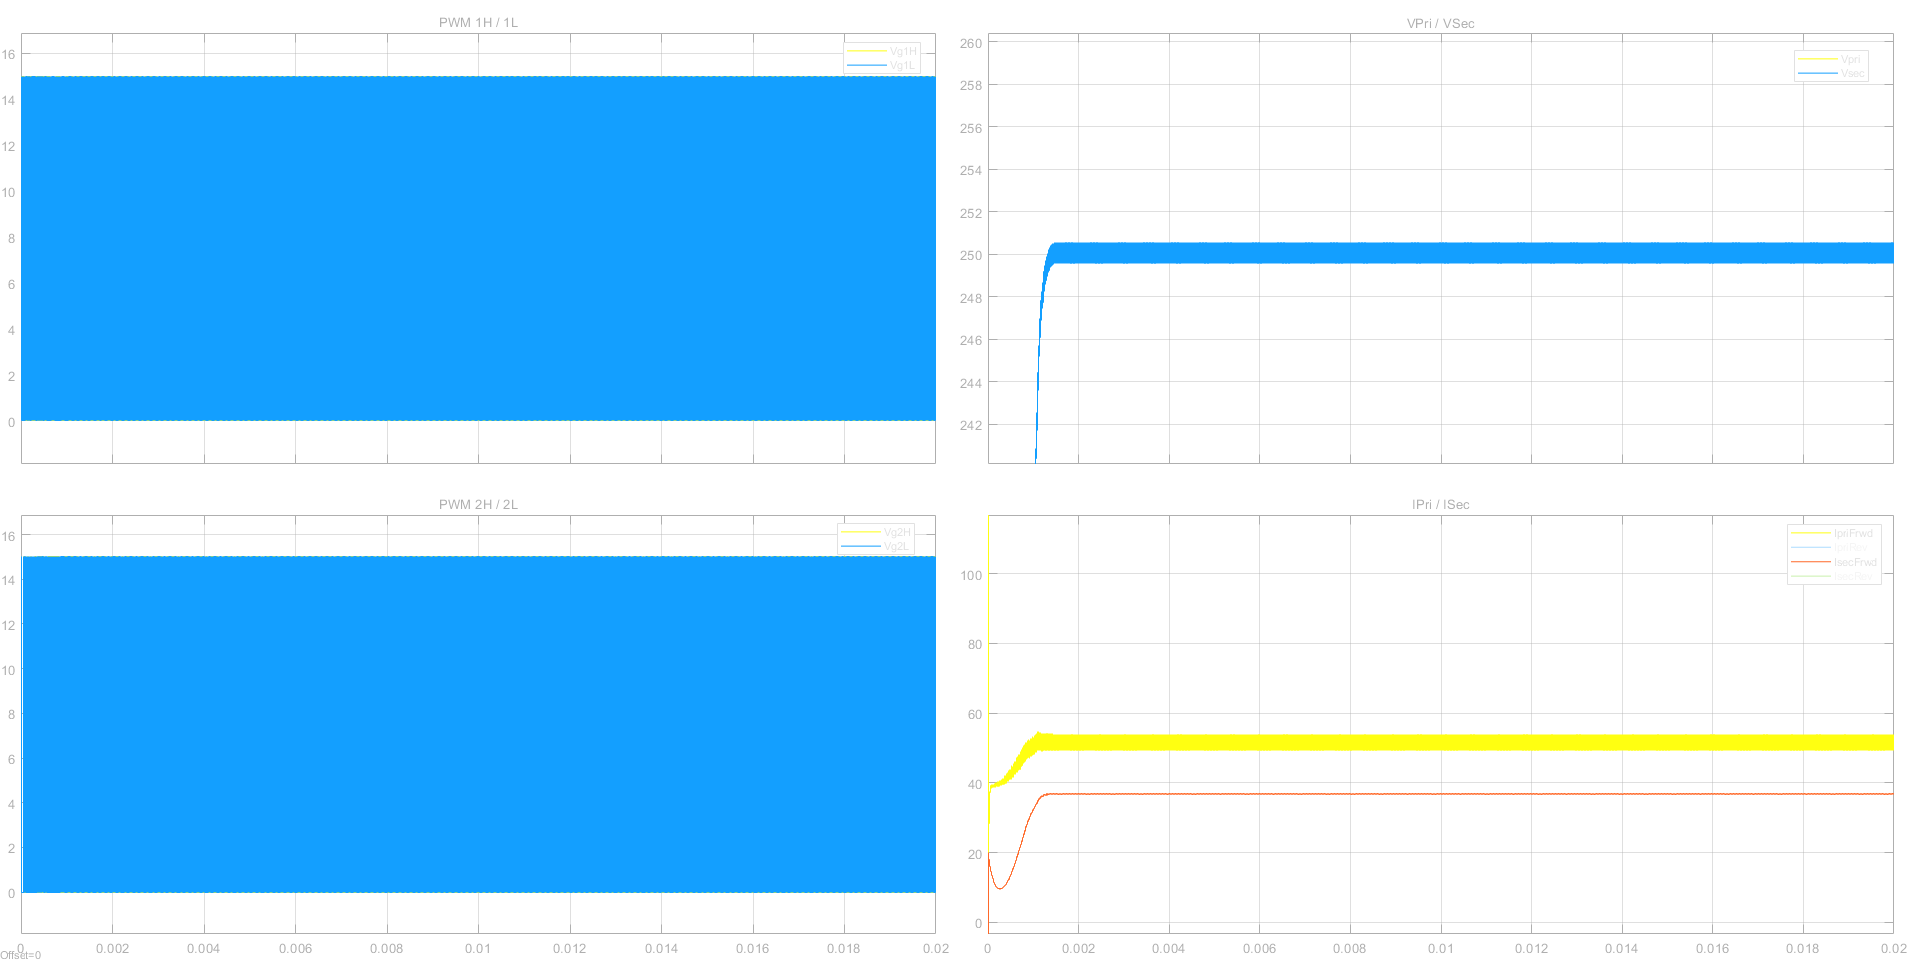 PWM 1H / 1L
16
14
12
10
8
6
4
2
0
Vg1H
Vg1L
VPri / VSec
260
258
256
254
252
250
248
246
244
242
Vpri
Vsec
PWM 2H / 2L
16
14
12
10
8
6
4
2
0
Vg2H
Vg2L
0 0.002 0.004 0.006 0.008 0.01 0.012 0.014 0.016 0.018 0.02
Offset=0
IPri / ISec
100
80
60
40
20
0
IpriFrwd
IpriRev
IsecFrwd
IsecRev
0 0.002 0.004 0.006 0.008 0.01 0.012 0.014 0.016 0.018 0.02